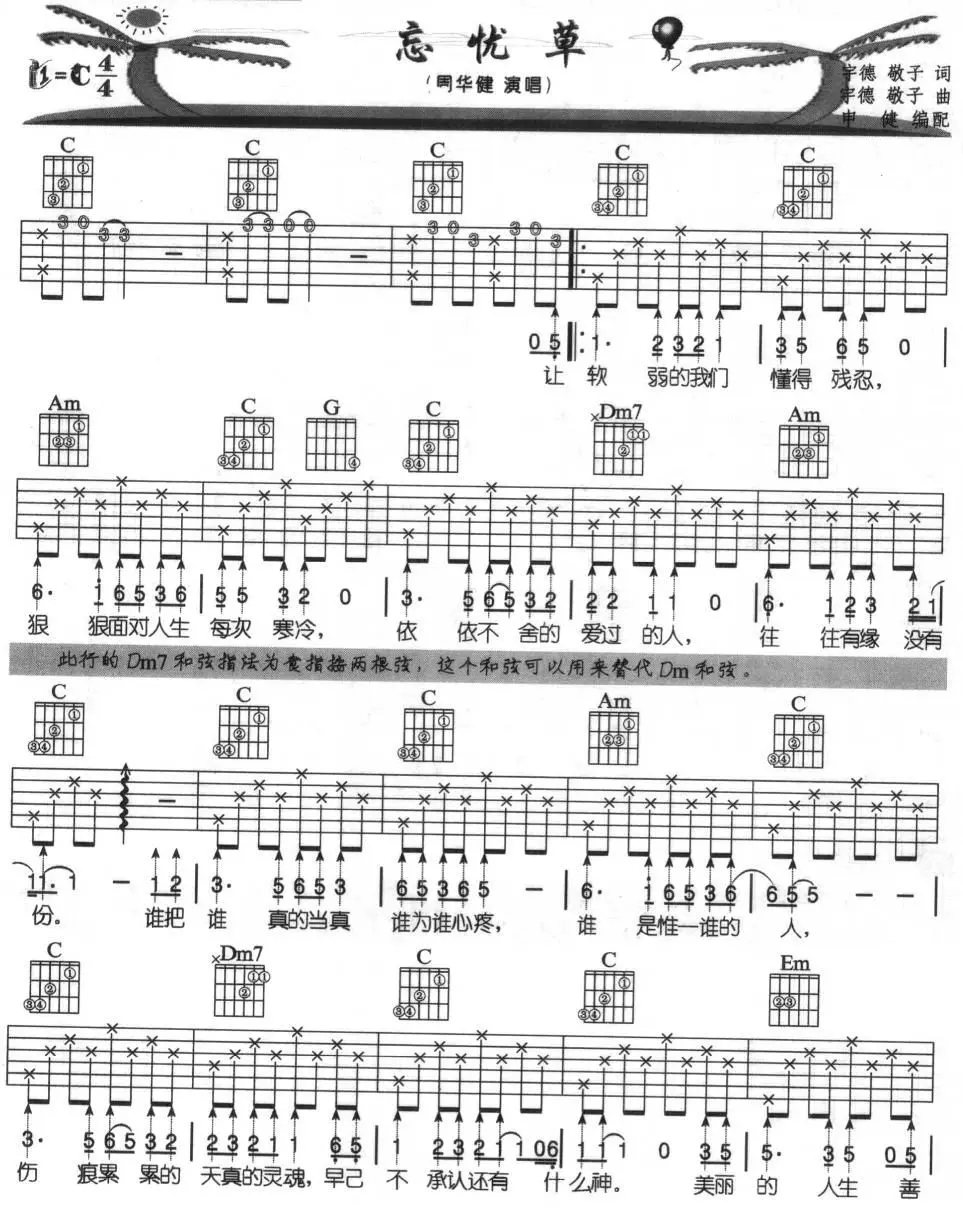 忘忧草
(周华健 演唱)
1=C 4/4
宇德 敬子 词
宇德 敬子 曲
申 健 编配
C C C C C
3 0 3 3 - 3 3 0 0 - 3 0 3 3 0 3
0 5 1· 2 3 2 1 3 5 6 5 0
让 软 弱的我们 懂得 残忍,
Am C G C Dm7 Am
6· 1 6 5 3 6 5 5 3 2 0 3· 5 6 5 3 2 2 2 1 1 0 6· 1 2 3 2 1
狠 狠面对人生 每次 寒冷, 依 依不 舍的 爱过 的人, 往 往有缘 没有
此行的Dm7和弦指法为食指按两根弦,这个和弦可以用来替代Dm和弦。
C C C Am C
1 1· 1 - 1 2 3· 5 6 5 3 6 5 3 6 5 - 6· 1 6 5 3 6 6 5 5 -
份。 谁把 谁 真的当真 谁为谁心疼, 谁 是惟一谁的 人,
C Dm7 C C Em
3· 5 6 5 3 2 2 3 2 1 1 6 5 1 2 3 2 1 1 0 6 1 1 1 0 3 5 5· 3 5 0 5
伤 痕累 累的 天真的灵魂,早已 不 承认还有 什么神。 美丽 的 人生 善